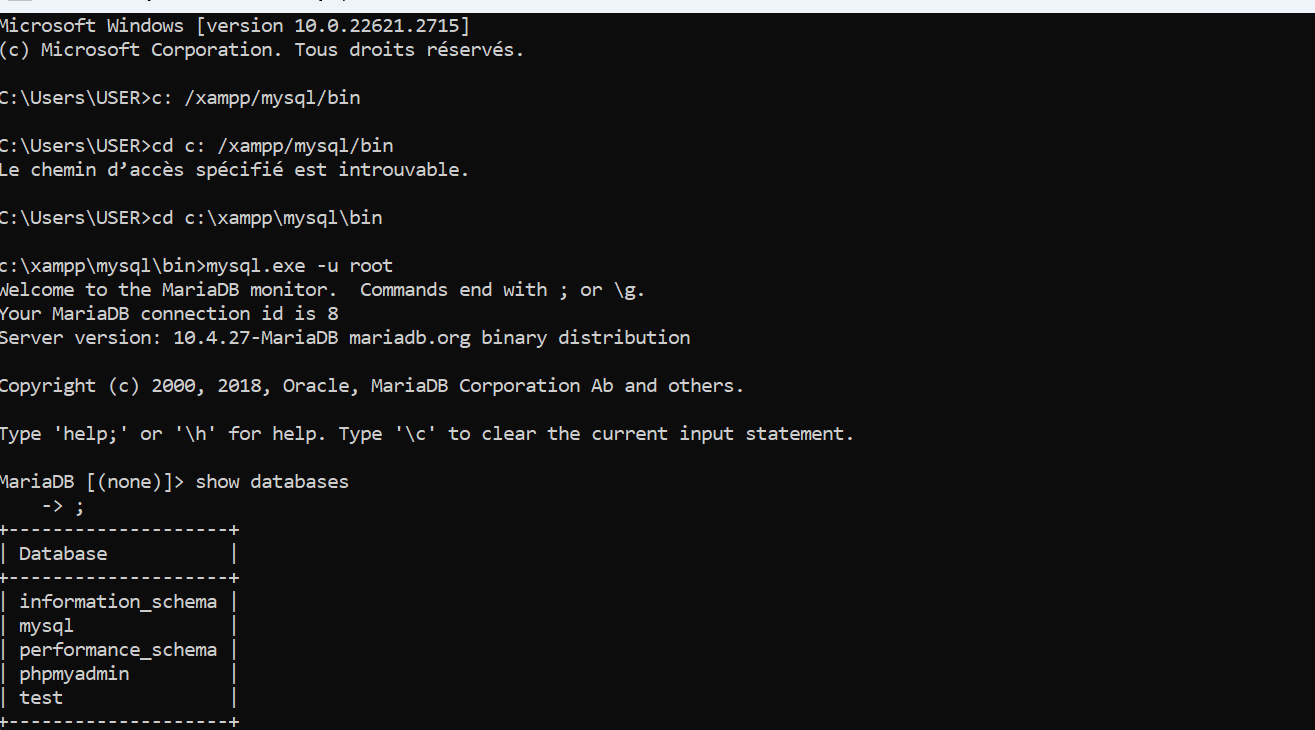 Microsoft Windows [version 10.0.22621.2715]
(c) Microsoft Corporation. Tous droits réservés.
C:\Users\USER>c: /xampp/mysql/bin
C:\Users\USER>cd c: /xampp/mysql/bin
Le chemin d’accès spécifié est introuvable.
C:\Users\USER>cd c:\xampp\mysql\bin
c:\xampp\mysql\bin>mysql.exe -u root
Welcome to the MariaDB monitor.  Commands end with ; or \g.
Your MariaDB connection id is 8
Server version: 10.4.27-MariaDB mariadb.org binary distribution
Copyright (c) 2000, 2018, Oracle, MariaDB Corporation Ab and others.
Type 'help;' or '\h' for help. Type '\c' to clear the current input statement.
MariaDB [(none)]> show databases
    -> ;
+--------------------+
| Database           |
+--------------------+
| information_schema |
| mysql              |
| performance_schema |
| phpmyadmin         |
| test               |
+--------------------+